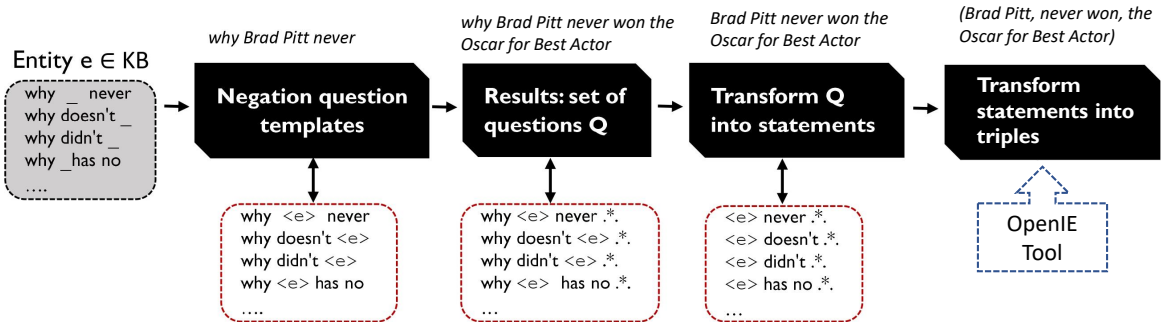 why Brad Pitt never
why Brad Pitt never won the
Oscar for Best Actor
Brad Pitt never won the
Oscar for Best Actor
(Brad Pitt, never won, the
Oscar for Best Actor)
Entity e ∈ KB
why _ never
why doesn't _
why didn't _
why _has no
....
Negation question
templates
Results: set of
questions Q
Transform Q
into statements
Transform
statements into
triples
why <e> never
why doesn't <e>
why didn't <e>
why <e> has no
....
why <e> never .*.
why doesn't <e> .*.
why didn't <e> .*.
why <e> has no .*.
...
<e> never .*.
<e> doesn't .*.
<e> didn't .*.
<e> has no .*.
...
OpenIE
Tool